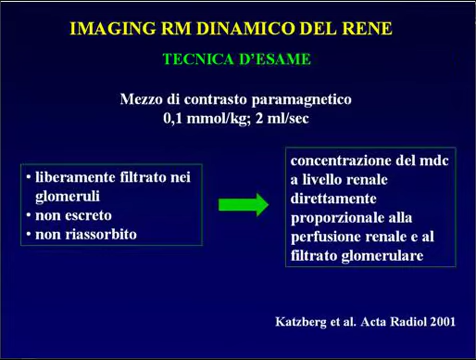 IMAGING RM DINAMICO DEL RENE
TECNICA D'ESAME
Mezzo di contrasto paramagnetico
0,1 mmol/kg; 2 ml/sec
• liberamente filtrato nei
glomeruli
• non escreto
• non riassorbito
concentrazione del mdc
a livello renale
direttamente
proporzionale alla
perfusione renale e al
filtrato glomerulare
Katzberg et al. Acta Radiol 2001